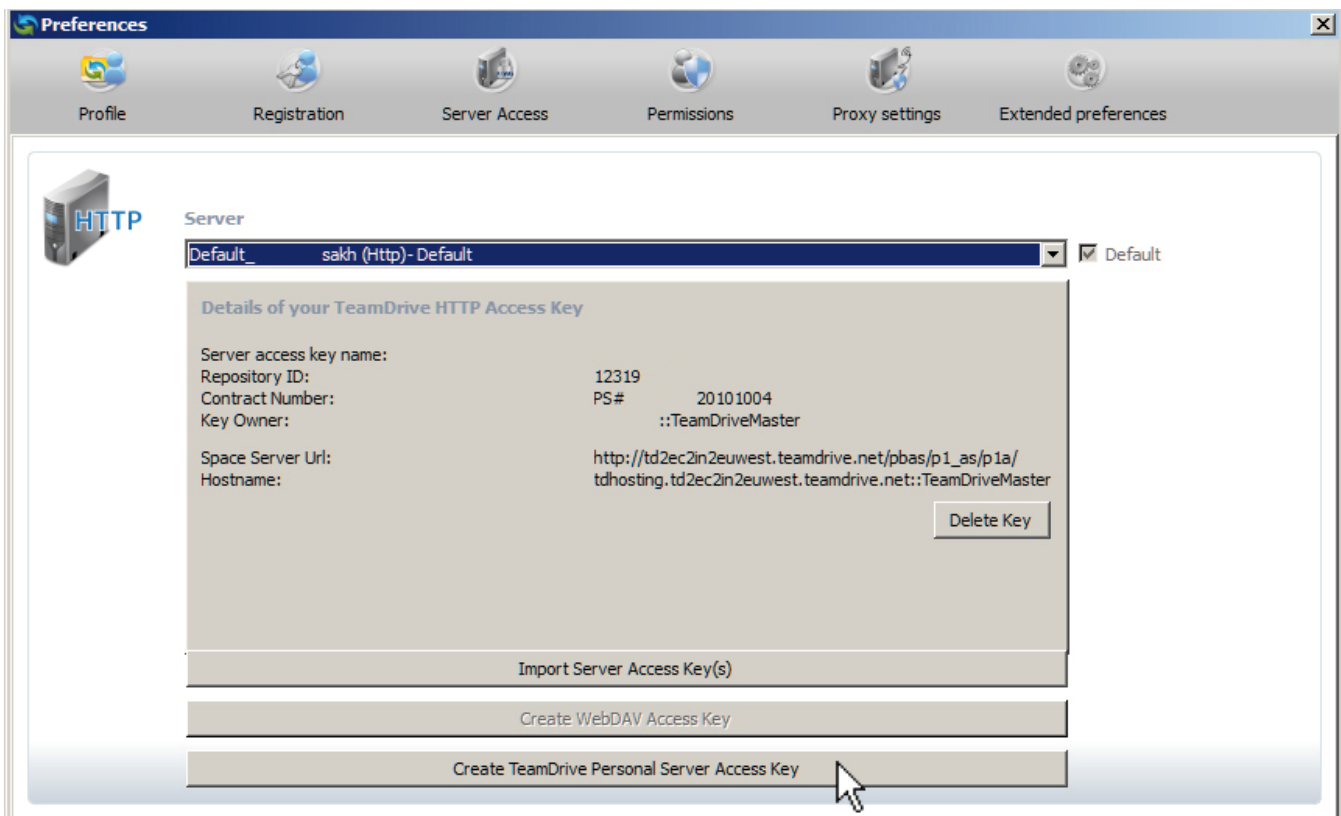 Preferences
Profile Registration Server Access Permissions Proxy settings Extended preferences
HTTP
Server
Default_ sakh (Http)- Default
Default
Details of your TeamDrive HTTP Access Key
Server access key name:
Repository ID: 12319
Contract Number: PS# 20101004
Key Owner: ::TeamDriveMaster
Space Server Url: http://td2ec2in2euwest.teamdrive.net/pbas/p1_as/p1a/
Hostname: tdhosting.td2ec2in2euwest.teamdrive.net::TeamDriveMaster
Delete Key
Import Server Access Key(s)
Create WebDAV Access Key
Create TeamDrive Personal Server Access Key